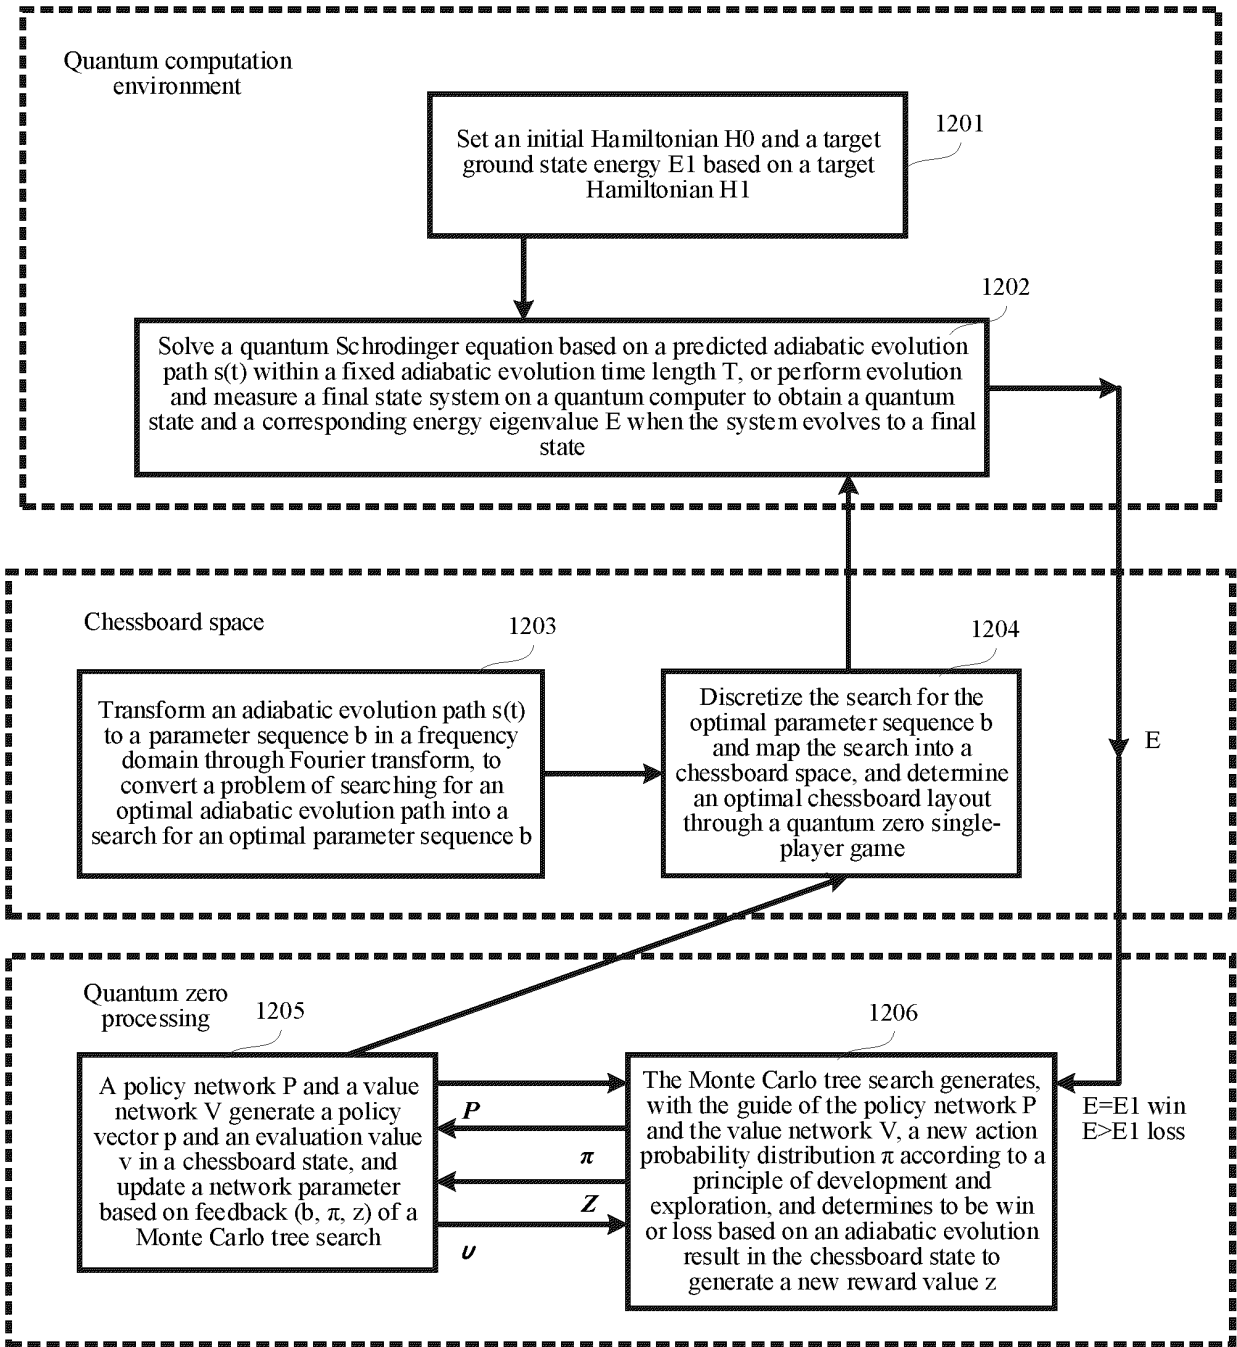 Quantum computation
environment
1201
Set an initial Hamiltonian H0 and a target
ground state energy E1 based on a target
Hamiltonian H1
1202
Solve a quantum Schrodinger equation based on a predicted adiabatic evolution
path s(t) within a fixed adiabatic evolution time length T, or perform evolution
and measure a final state system on a quantum computer to obtain a quantum
state and a corresponding energy eigenvalue E when the system evolves to a final
state
Chessboard space
1203
Transform an adiabatic evolution path s(t)
to a parameter sequence b in a frequency
domain through Fourier transform, to
convert a problem of searching for an
optimal adiabatic evolution path into a
search for an optimal parameter sequence b
1204
Discretize the search for the
optimal parameter sequence b
and map the search into a
chessboard space, and determine
an optimal chessboard layout
through a quantum zero single-
player game
E
Quantum zero
processing
1205
A policy network P and a value
network V generate a policy
vector p and an evaluation value
v in a chessboard state, and
update a network parameter
based on feedback (b, π, z) of a
Monte Carlo tree search
P
π
Z
υ
1206
The Monte Carlo tree search generates,
with the guide of the policy network P
and the value network V, a new action
probability distribution π according to a
principle of development and
exploration, and determines to be win
or loss based on an adiabatic evolution
result in the chessboard state to
generate a new reward value z
E=E1 win
E>E1 loss